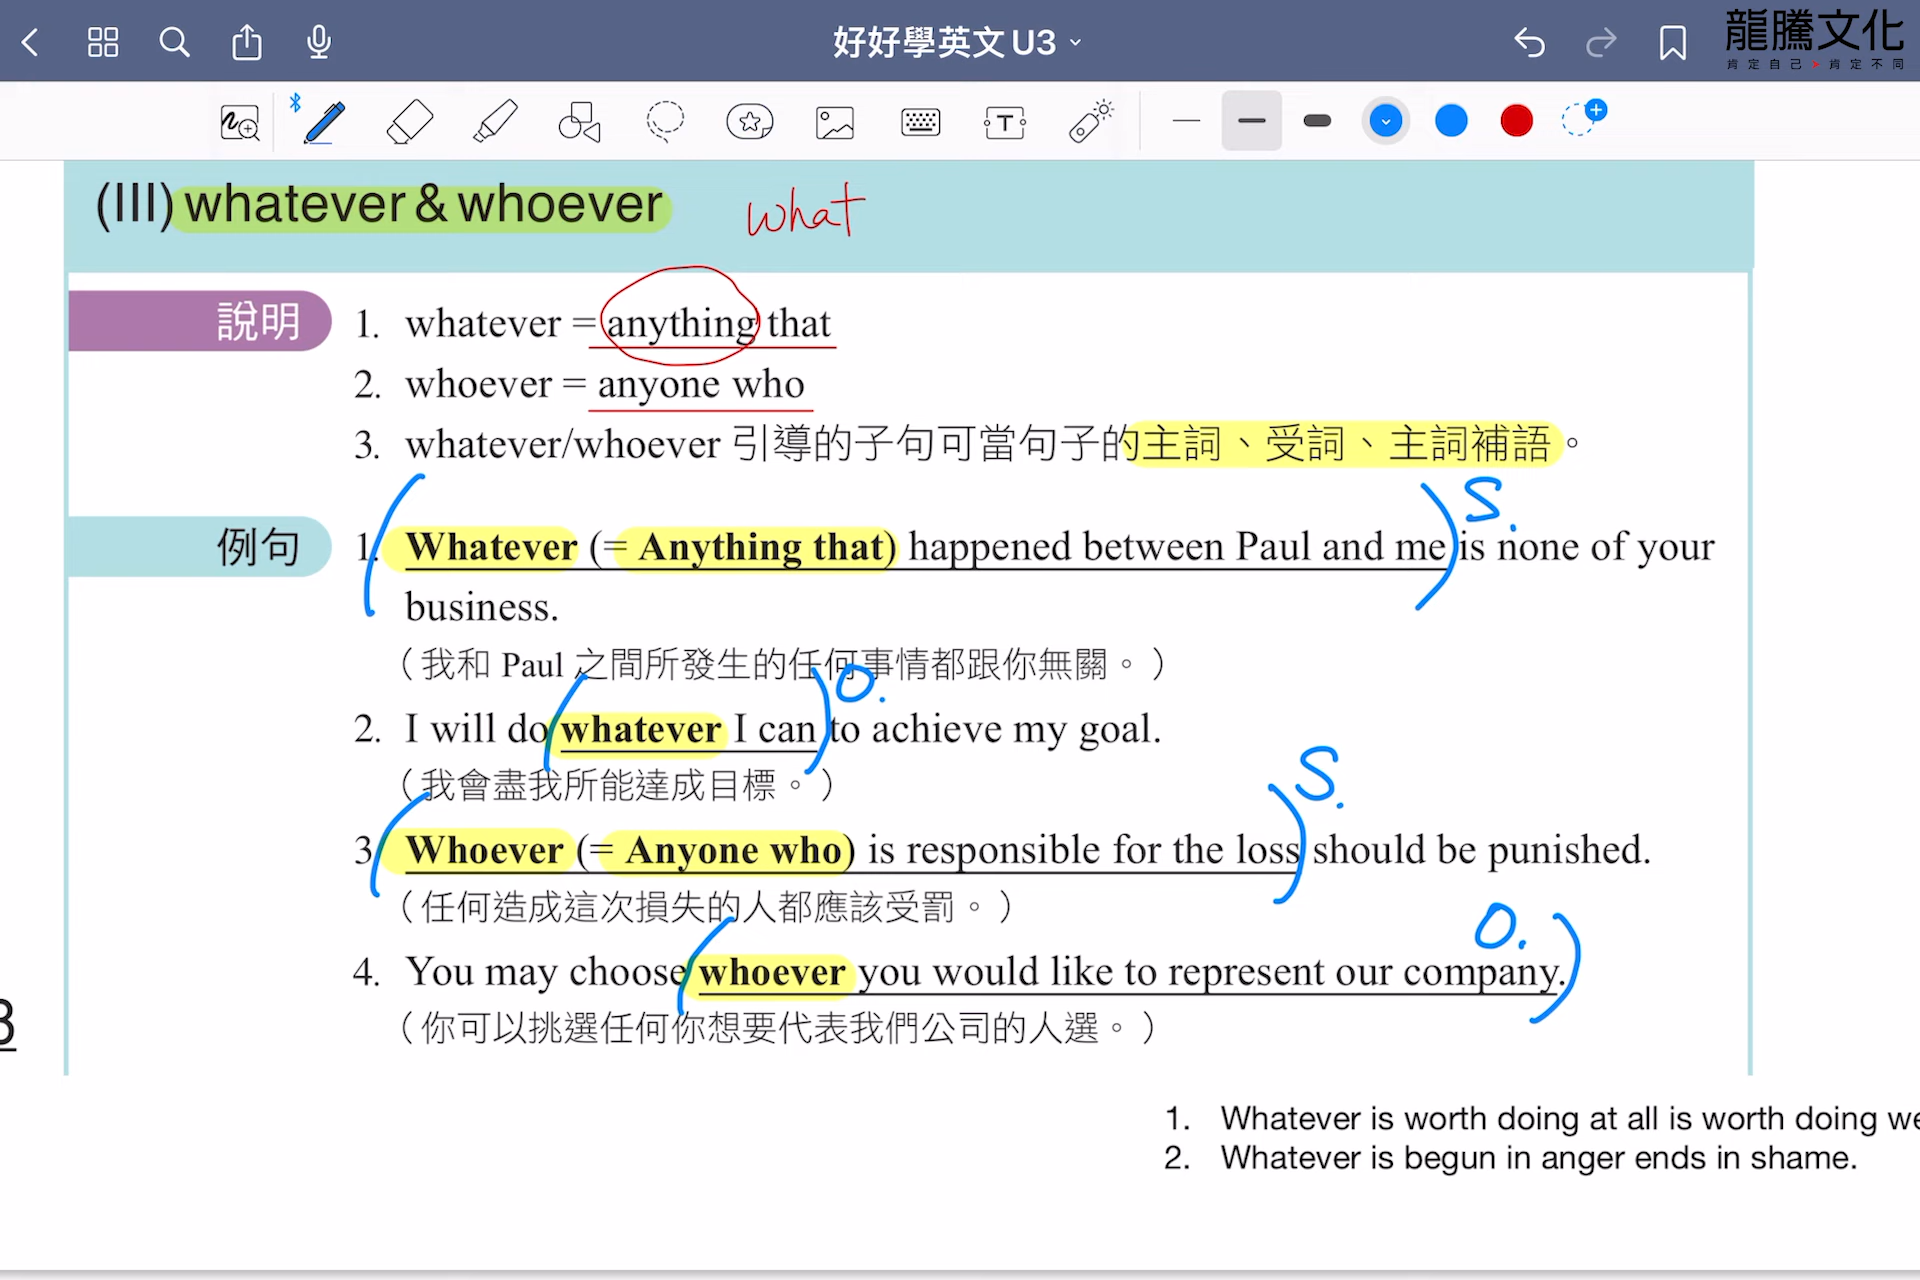 好好學英文 U3
龍騰文化
肯定自己➤肯定不同
(III) whatever & whoever what
說明 1. whatever = anything that
2. whoever = anyone who
3. whatever/whoever 引導的子句可當句子的主詞、受詞、主詞補語。
S.
例句 1. Whatever (= Anything that) happened between Paul and me is none of your
business.
（我和 Paul 之間所發生的任何事情都跟你無關。）
O.
2. I will do whatever I can to achieve my goal.
（我會盡我所能達成目標。）
S.
3 Whoever (= Anyone who) is responsible for the loss should be punished.
（任何造成這次損失的人都應該受罰。）
O.
4. You may choose whoever you would like to represent our company.
（你可以挑選任何你想要代表我們公司的人選。）
3
1. Whatever is worth doing at all is worth doing we
2. Whatever is begun in anger ends in shame.